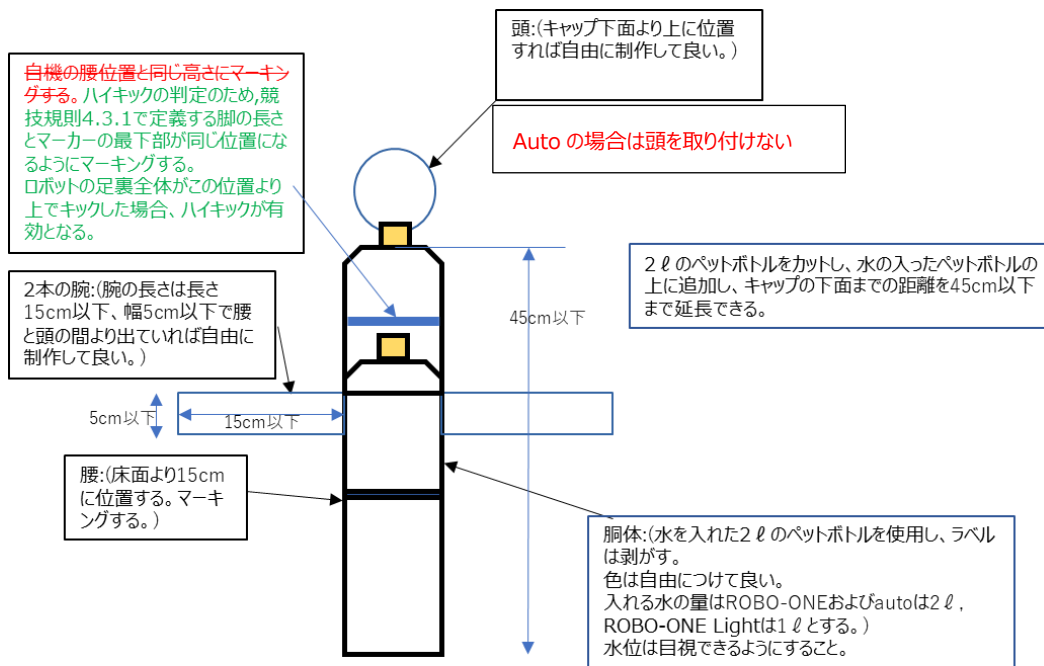 頭:(キャップ下面より上に位置
すれば自由に制作して良い。)
自機の腰位置と同じ高さにマーキン
グする。ハイキックの判定のため,競
技規則4.3.1で定義する脚の長さ
とマーカーの最下部が同じ位置にな
るようにマーキングする。
ロボットの足裏全体がこの位置より
上でキックした場合、ハイキックが有
効となる。
Auto の場合は頭を取り付けない
2ℓのペットボトルをカットし、水の入ったペットボトルの
上に追加し、キャップの下面までの距離を45cm以下
まで延長できる。
2本の腕:(腕の長さは長さ
15cm以下、幅5cm以下で腰
と頭の間より出ていれば自由に
制作して良い。)
45cm以下
5cm以下
15cm以下
腰:(床面より15cm
に位置する。マーキ
ングする。)
胴体:(水を入れた2ℓのペットボトルを使用し、ラベル
は剥がす。
色は自由につけて良い。
入れる水の量はROBO-ONEおよびautoは2ℓ,
ROBO-ONE Lightは1ℓとする。)
水位は目視できるようにすること。